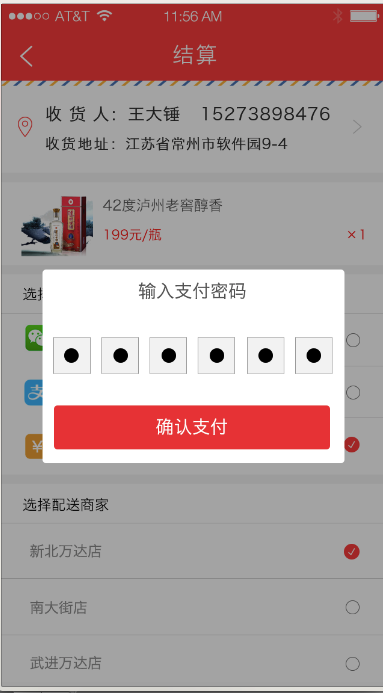 AT&T 11:56 AM
结算
收 货 人: 王大锤 15273898476
收货地址: 江苏省常州市软件园9-4
42度泸州老窖醇香
199元/瓶 ×1
选择
输入支付密码
确认支付
选择配送商家
新北万达店
南大街店
武进万达店